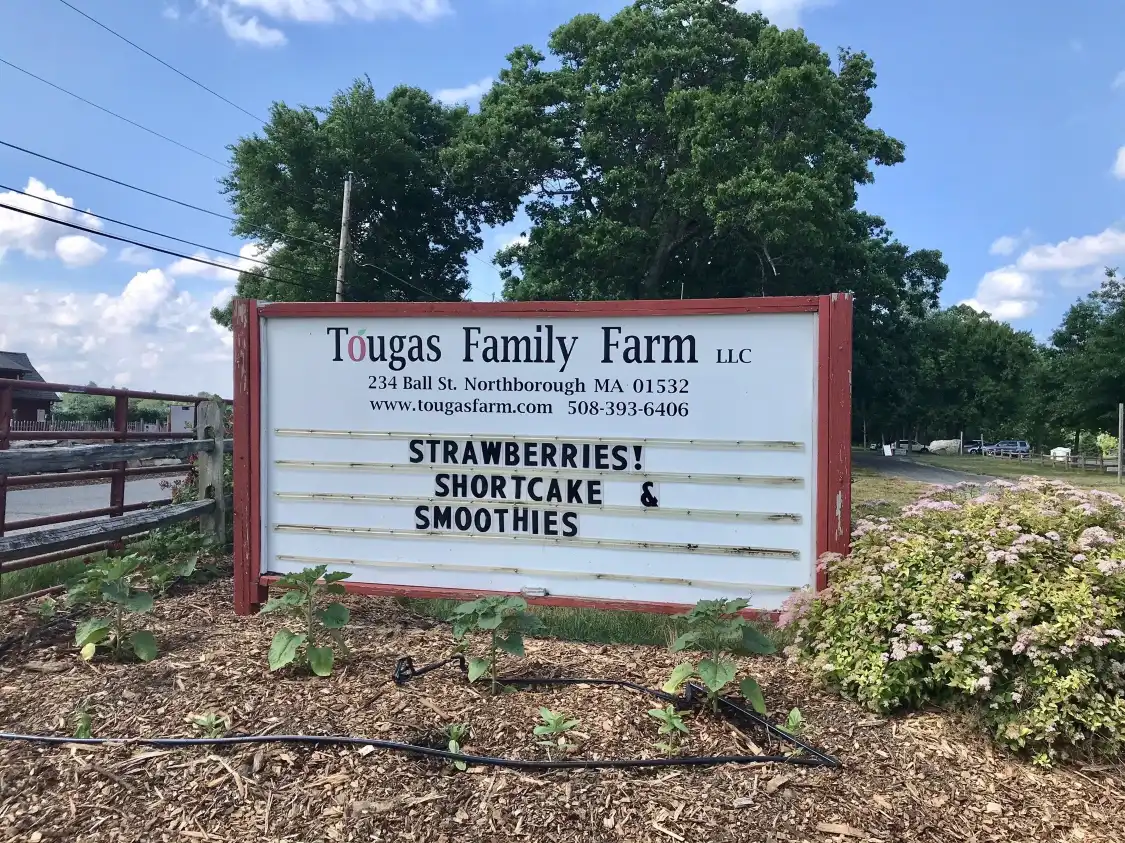 Tougas Family Farm LLC
234 Ball St. Northborough MA 01532
www.tougasfarm.com 508-393-6406
STRAWBERRIES!
SHORTCAKE &
SMOOTHIES